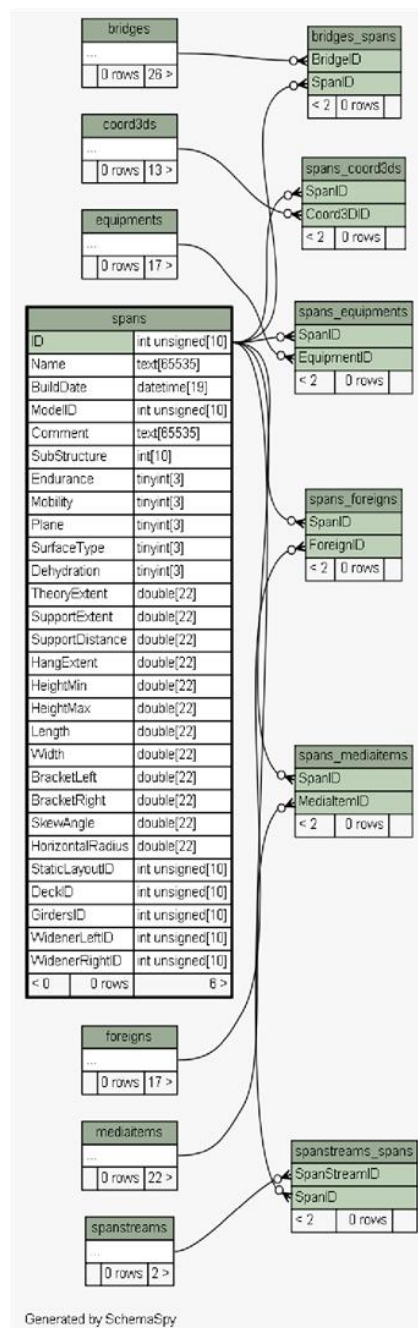 bridges
...
0 rows 26 >
bridges_spans
BridgeID
SpanID
< 2 0 rows
coord3ds
...
0 rows 13 >
spans_coord3ds
SpanID
Coord3DID
< 2 0 rows
equipments
...
0 rows 17 >
spans_equipments
SpanID
EquipmentID
< 2 0 rows
spans
ID int unsigned[10]
Name text[65535]
BuildDate datetime[19]
ModelID int unsigned[10]
Comment text[65535]
SubStructure int[10]
Endurance tinyint[3]
Mobility tinyint[3]
Plane tinyint[3]
SurfaceType tinyint[3]
Dehydration tinyint[3]
TheoryExtent double[22]
SupportExtent double[22]
SupportDistance double[22]
HangExtent double[22]
HeightMin double[22]
HeightMax double[22]
Length double[22]
Width double[22]
BracketLeft double[22]
BracketRight double[22]
SkewAngle double[22]
HorizontalRadius double[22]
StaticLayoutID int unsigned[10]
DeckID int unsigned[10]
GirdersID int unsigned[10]
WidenerLeftID int unsigned[10]
WidenerRightID int unsigned[10]
< 0 0 rows 6 >
spans_foreigns
SpanID
ForeignID
< 2 0 rows
spans_mediaitems
SpanID
MediaItemID
< 2 0 rows
foreigns
...
0 rows 17 >
mediaitems
...
0 rows 22 >
spanstreams_spans
SpanStreamID
SpanID
< 2 0 rows
spanstreams
...
0 rows 2 >
Generated by SchemaSpy